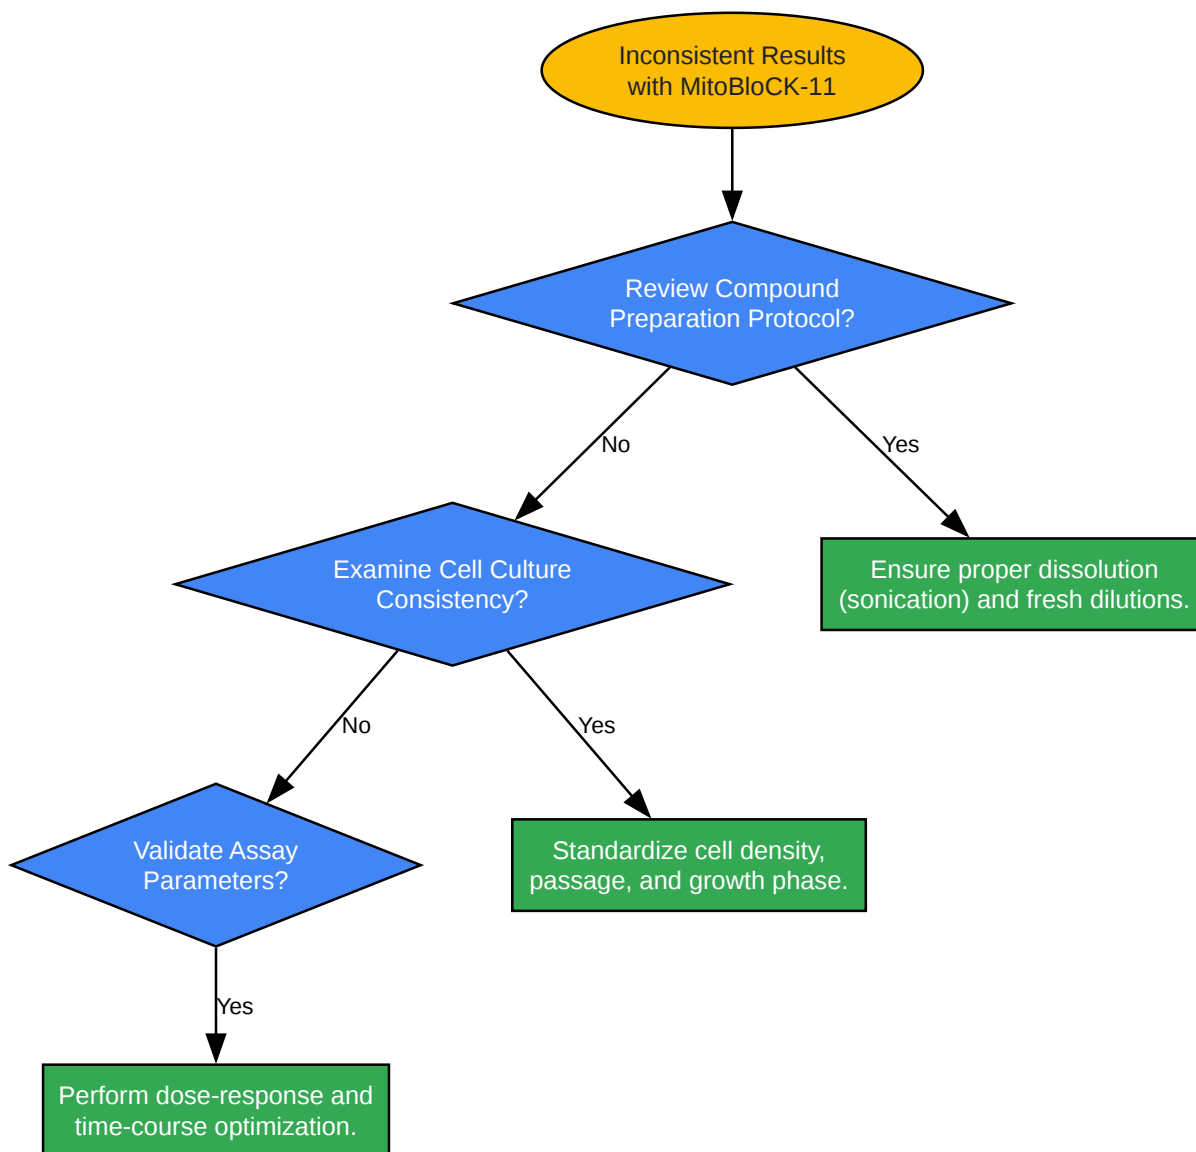 Inconsistent Results
with MitoBloCK-11
Review Compound
Preparation Protocol?
No
Yes
Examine Cell Culture
Consistency?
Ensure proper dissolution
(sonication) and fresh dilutions.
No
Yes
Validate Assay
Parameters?
Standardize cell density,
passage, and growth phase.
Yes
Perform dose-response and
time-course optimization.